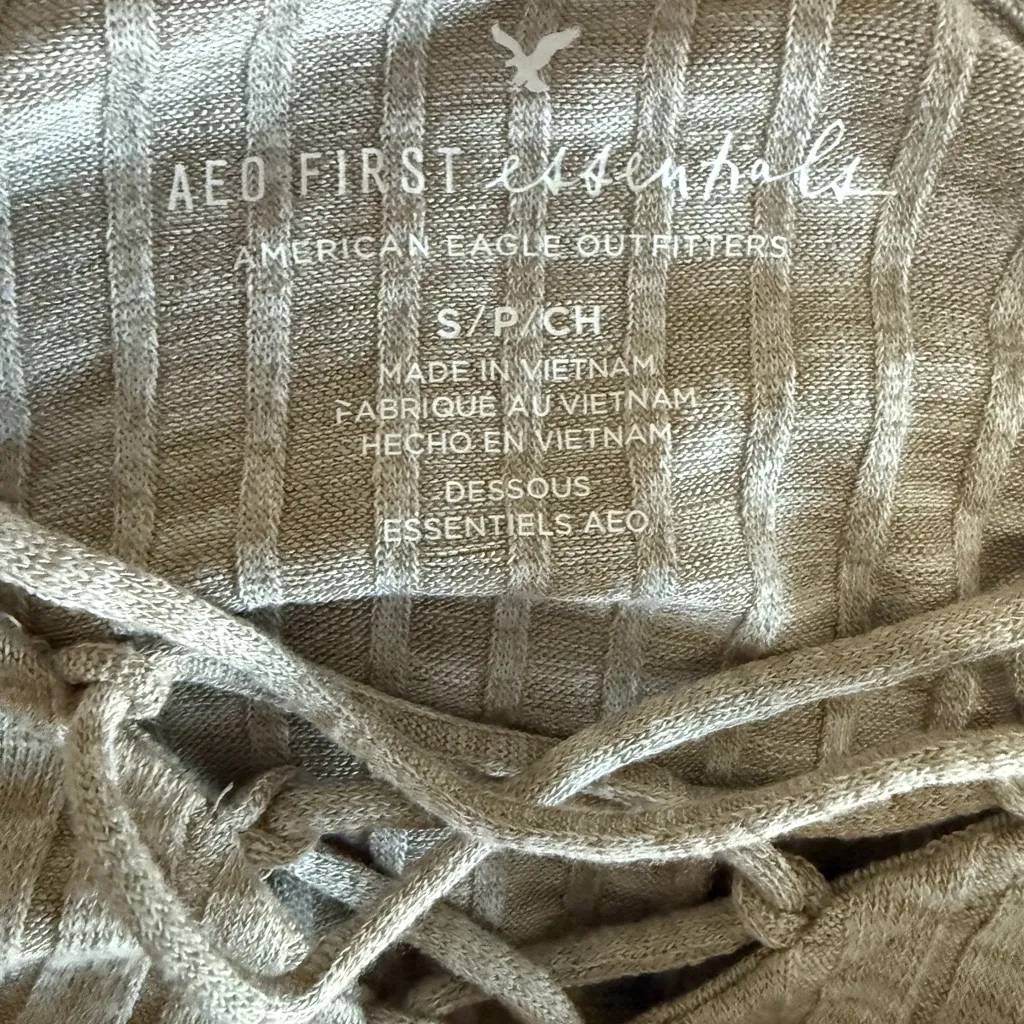 AEO FIRST essentials
AMERICAN EAGLE OUTFITTERS
S/P/CH
MADE IN VIETNAM
FABRIQUÉ AU VIETNAM
HECHO EN VIETNAM
DESSOUS
ESSENTIELS AEO